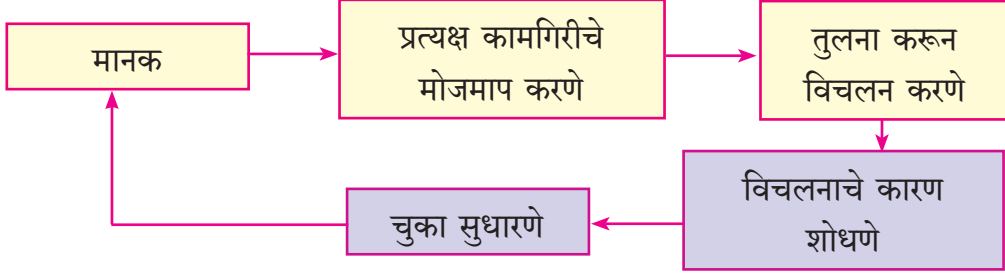 मानक
प्रत्यक्ष कामगिरीचे
मोजमाप करणे
तुलना करून
विचलन करणे
विचलनाचे कारण
शोधणे
चुका सुधारणे